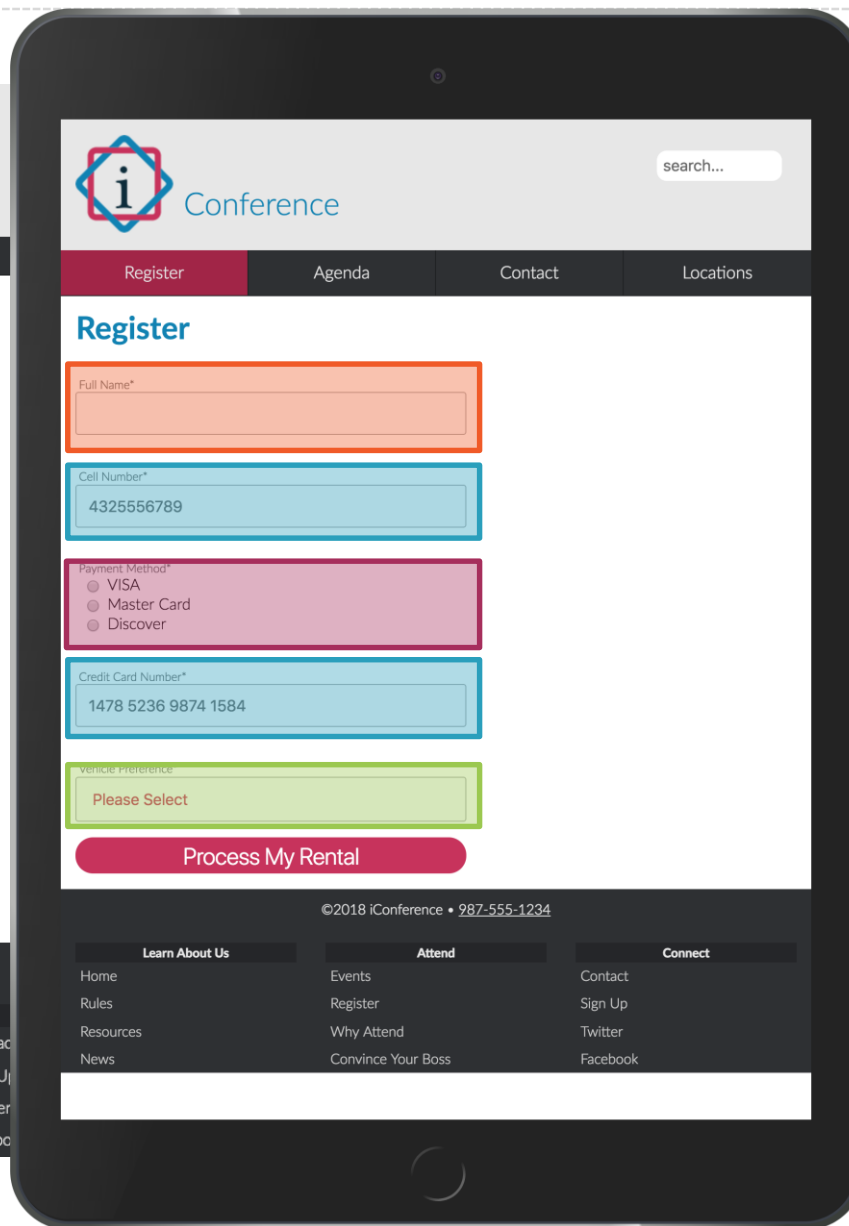 i Conference
search...
Register Agenda Contact Locations
Register
Full Name*
Cell Number*
4325556789
Payment Method*
VISA
Master Card
Discover
Credit Card Number*
1478 5236 9874 1584
Vehicle Preference
Please Select
Process My Rental
©2018 iConference • 987-555-1234
Learn About Us Attend Connect
Home Events Contact
Rules Register Sign Up
Resources Why Attend Twitter
News Convince Your Boss Facebook